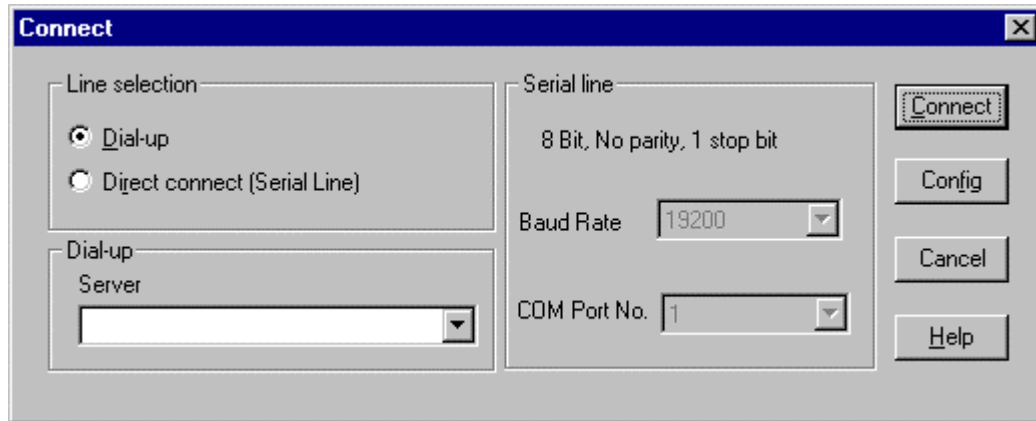 Connect
Line selection
Dial-up
Direct connect (Serial Line)
Dial-up
Server
Serial line
8 Bit, No parity, 1 stop bit
Baud Rate 19200
COM Port No. 1
Connect
Config
Cancel
Help